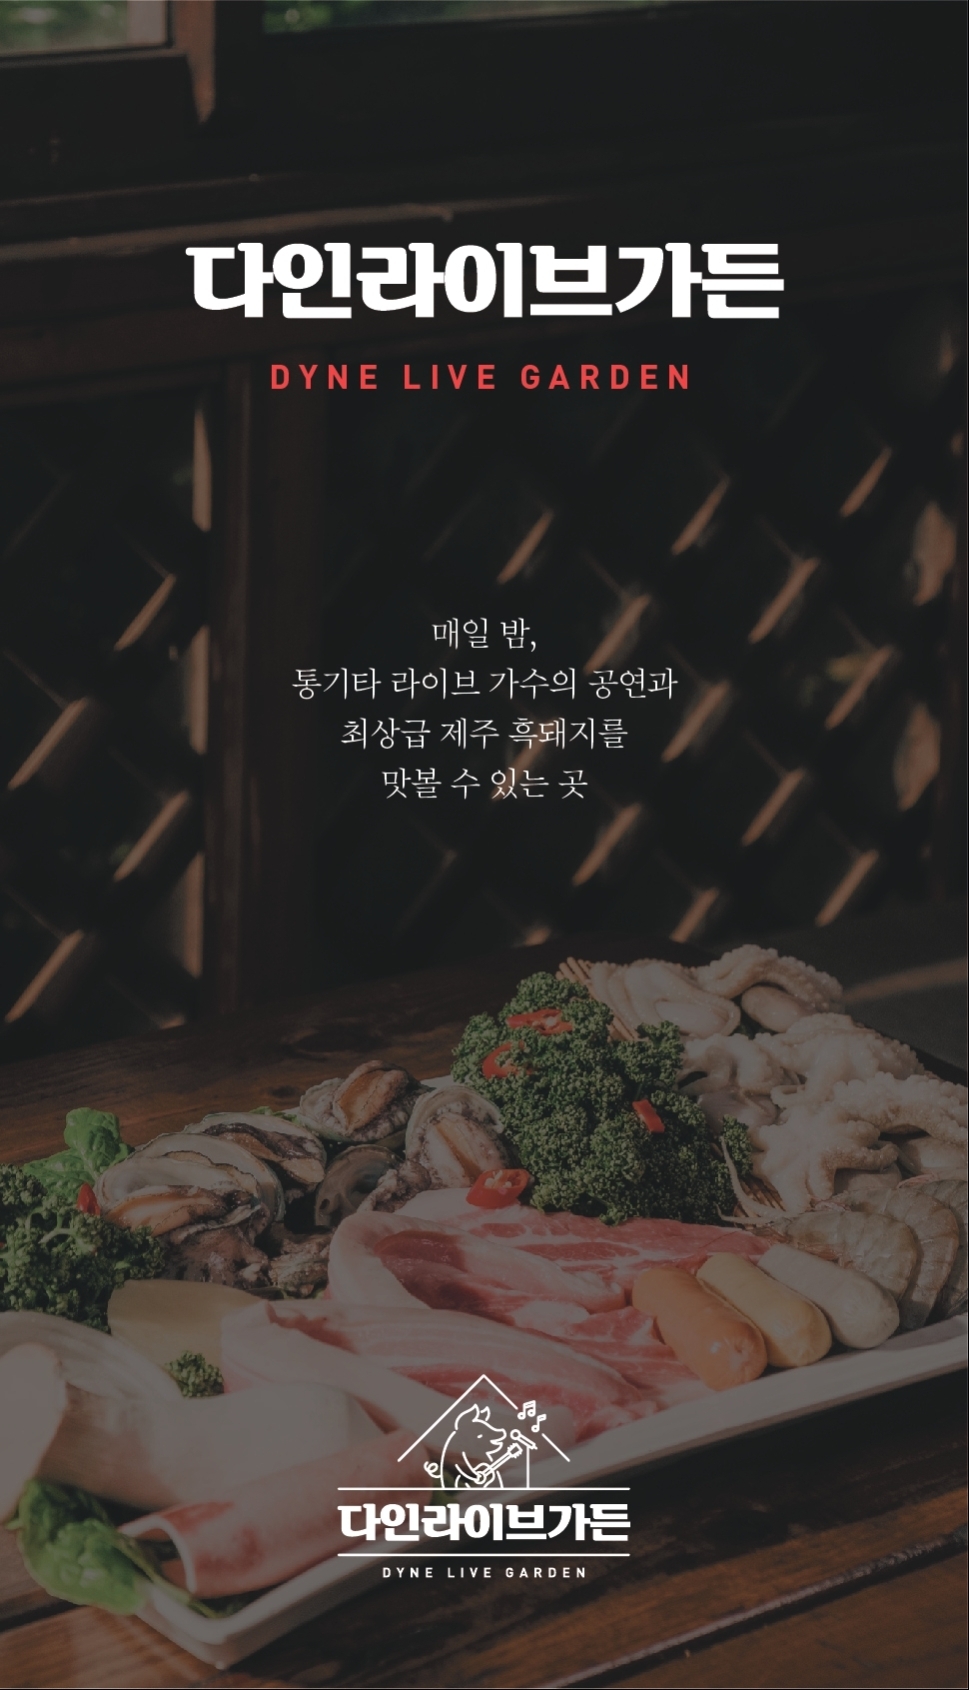 다인라이브가든
DYNE LIVE GARDEN
매일 밤,
통기타 라이브 가수의 공연과
최상급 제주 흑돼지를
맛볼 수 있는 곳
다인라이브가든
DYNE LIVE GARDEN